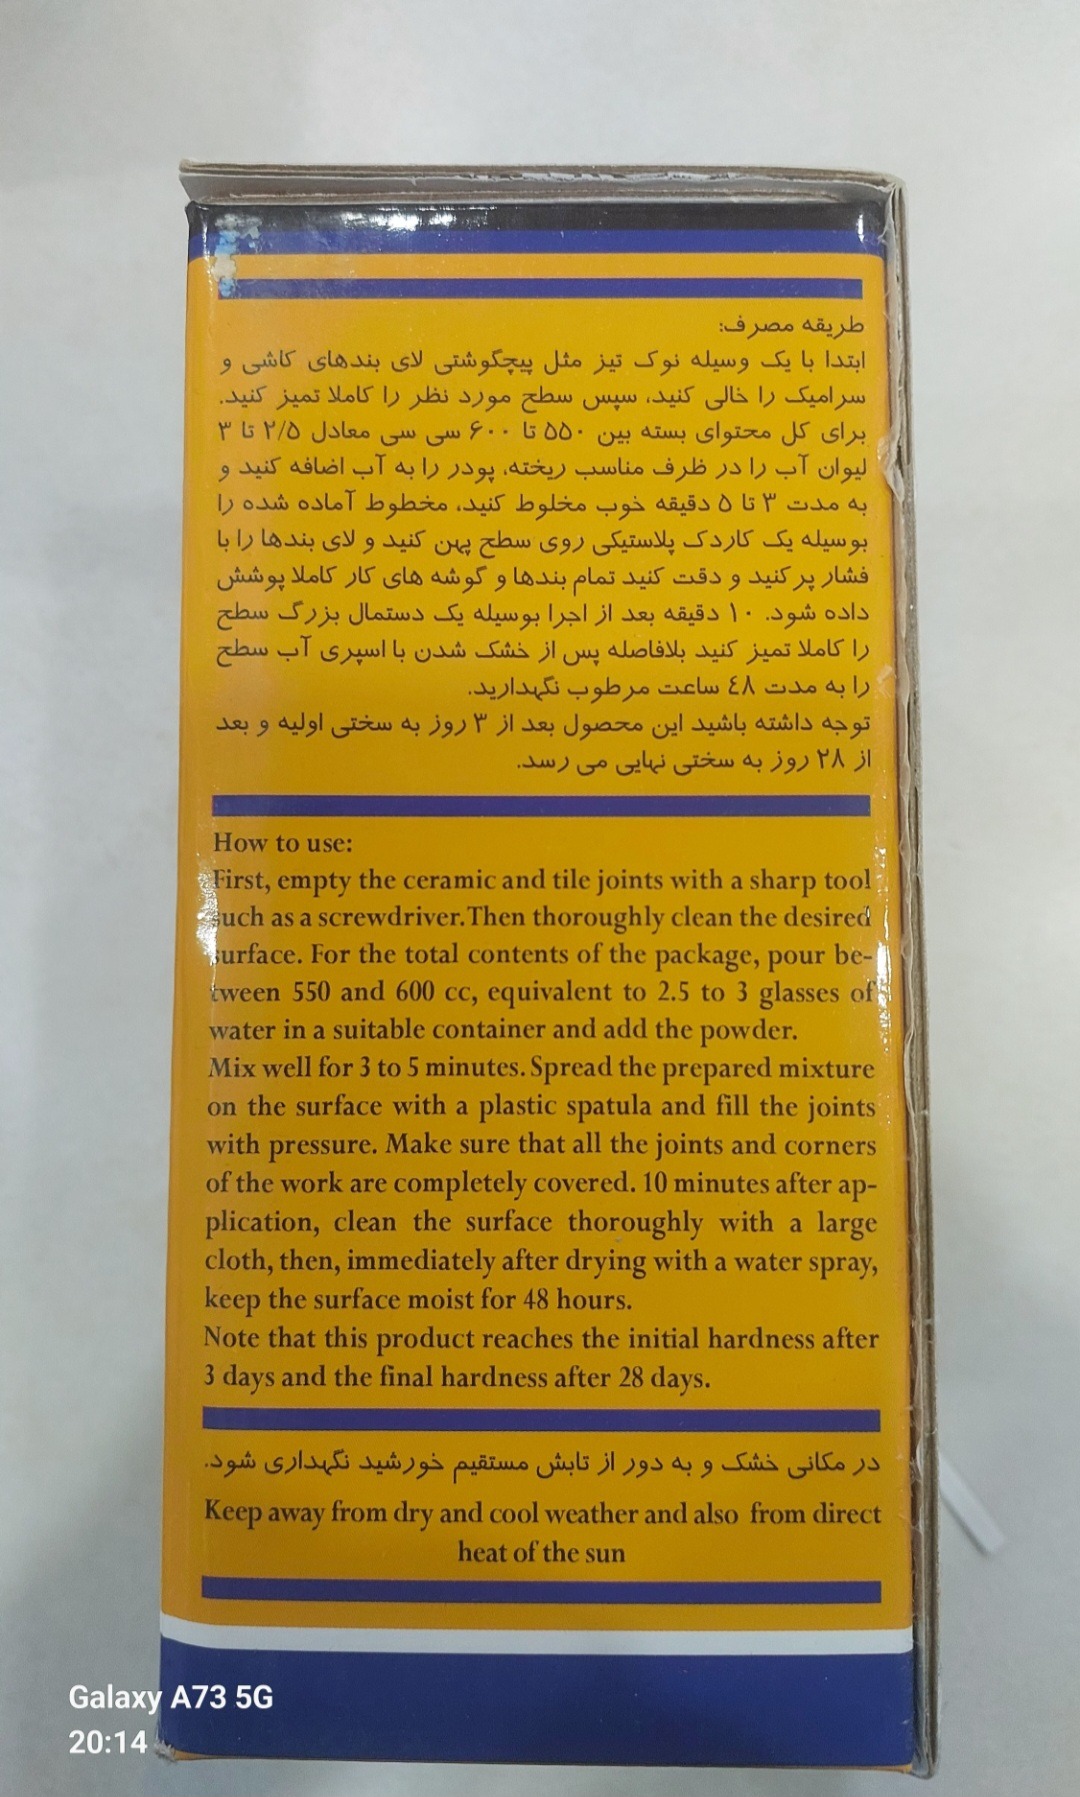 طریقه مصرف:
ابتدا با یک وسیله نوک تیز مثل پیچگوشتی لای بندهای کاشی و
سرامیک را خالی کنید، سپس سطح مورد نظر را کاملا تمیز کنید.
برای کل محتوای بسته بین ۵۵۰ تا ۶۰۰ سی سی معادل ۲/۵ تا ۳
لیوان آب را در ظرف مناسب ریخته، پودر را به آب اضافه کنید و
به مدت ۳ تا ۵ دقیقه خوب مخلوط کنید، مخطوط آماده شده را
بوسیله یک کاردک پلاستیکی روی سطح پهن کنید و لای بندها را با
فشار پر کنید و دقت کنید تمام بندها و گوشه های کار کاملا پوشش
داده شود. ۱۰ دقیقه بعد از اجرا بوسیله یک دستمال بزرگ سطح
را کاملا تمیز کنید بلافاصله پس از خشک شدن با اسپری آب سطح
را به مدت ٤۸ ساعت مرطوب نگهدارید.
توجه داشته باشید این محصول بعد از ۳ روز به سختی اولیه و بعد
از ۲۸ روز به سختی نهایی می رسد.
How to use:
First, empty the ceramic and tile joints with a sharp tool
such as a screwdriver. Then thoroughly clean the desired
surface. For the total contents of the package, pour be-
tween 550 and 600 cc, equivalent to 2.5 to 3 glasses of
water in a suitable container and add the powder.
Mix well for 3 to 5 minutes. Spread the prepared mixture
on the surface with a plastic spatula and fill the joints
with pressure. Make sure that all the joints and corners
of the work are completely covered. 10 minutes after ap-
plication, clean the surface thoroughly with a large
cloth, then, immediately after drying with a water spray,
keep the surface moist for 48 hours.
Note that this product reaches the initial hardness after
3 days and the final hardness after 28 days.
در مکانی خشک و به دور از تابش مستقیم خورشید نگهداری شود.
Keep away from dry and cool weather and also from direct
heat of the sun
Galaxy A73 5G
20:14